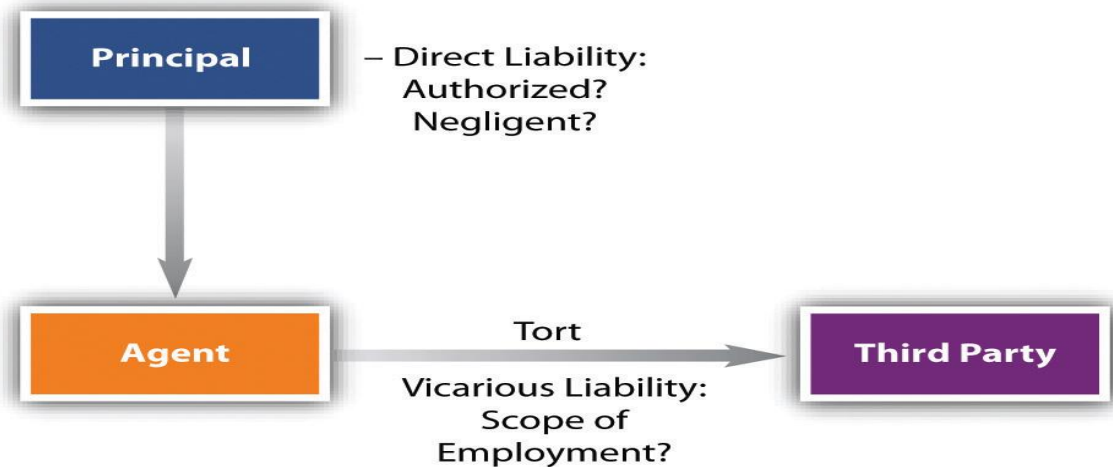 Principal
– Direct Liability:
Authorized?
Negligent?
Agent
Tort
Vicarious Liability:
Scope of
Employment?
Third Party